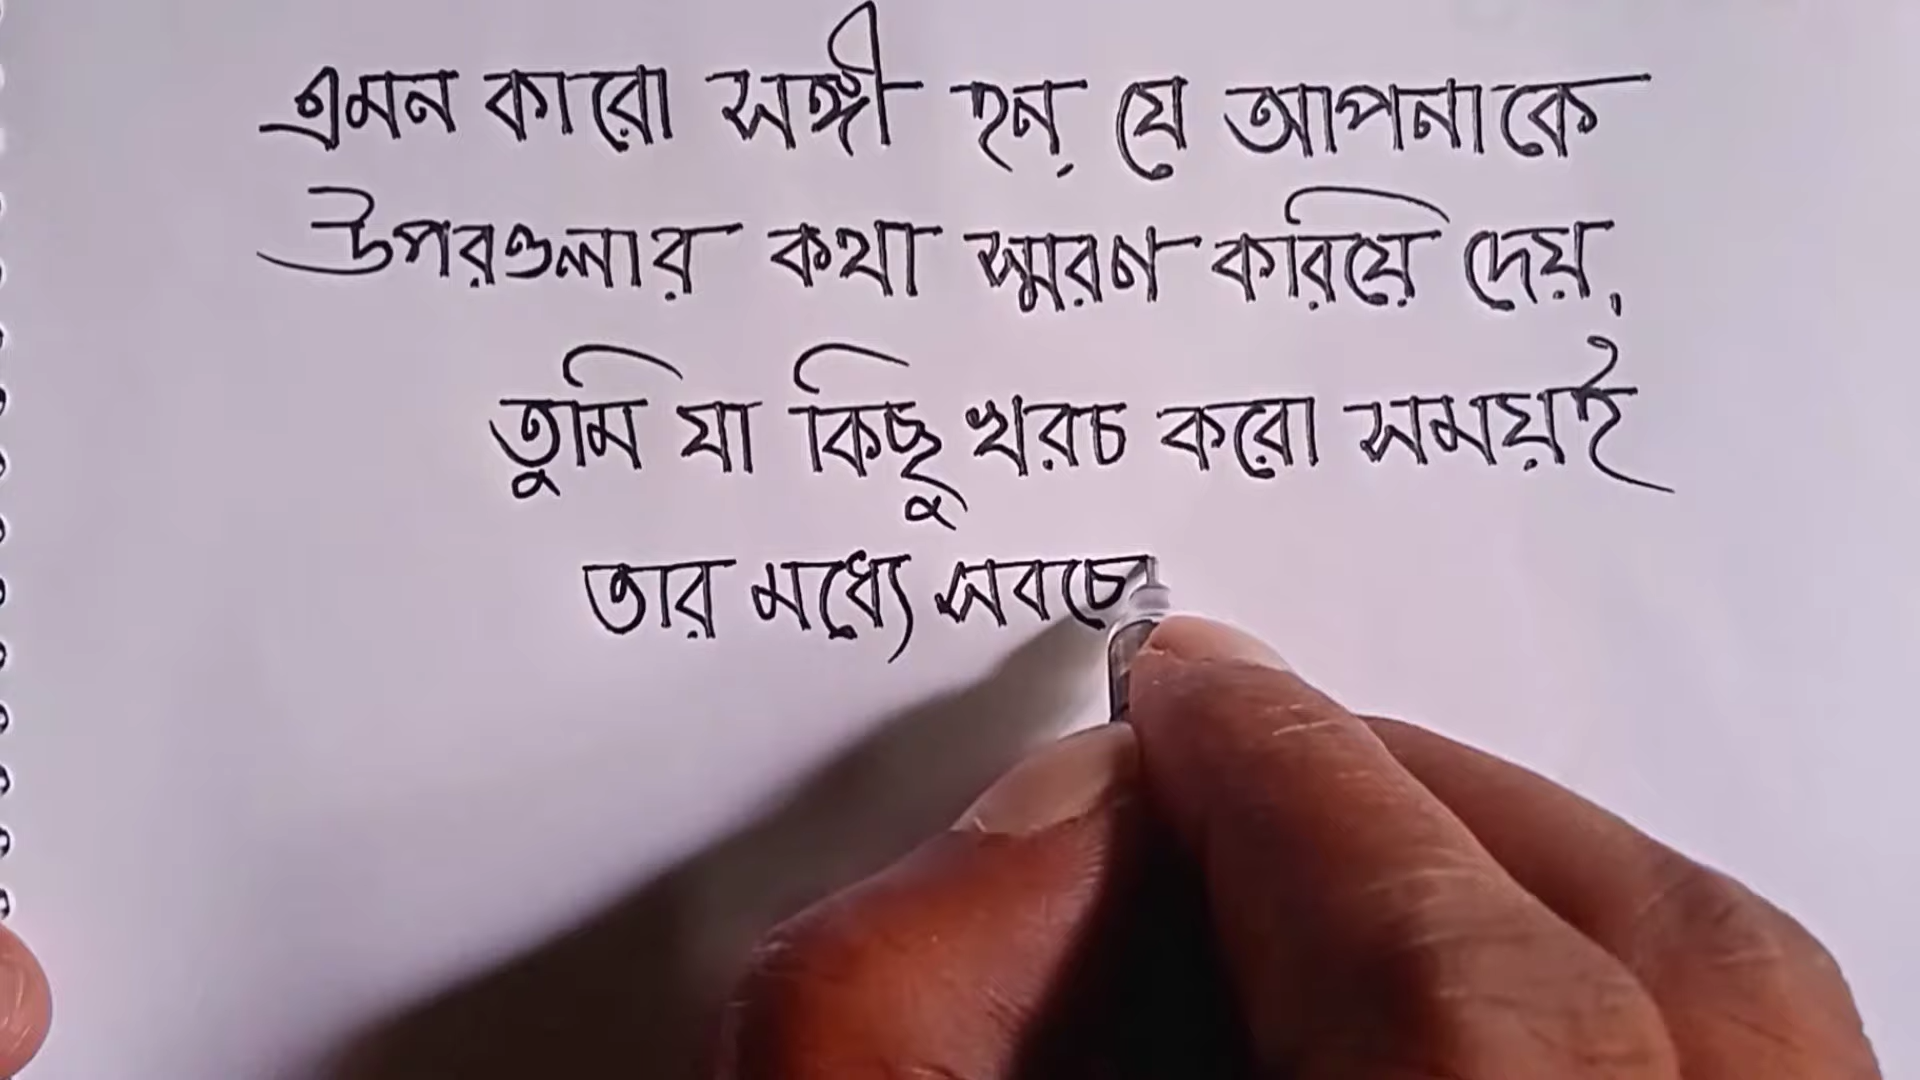 এমন কারো সঙ্গী হন, যে আপনাকে
উপরওলার কথা স্মরণ করিয়ে দেয়,
তুমি যা কিছু খরচ করো সময়ই
তার মধ্যে সবচে